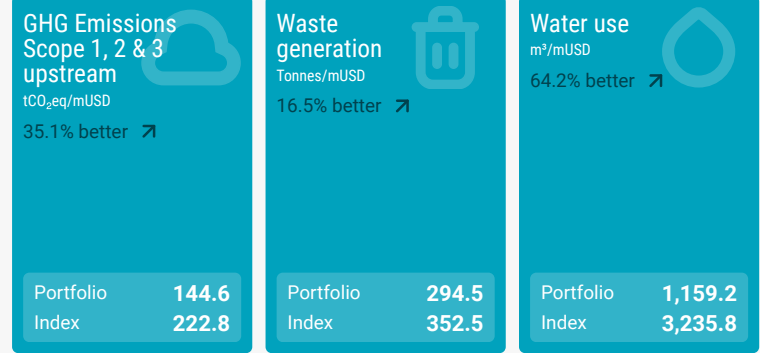 GHG Emissions
Scope 1, 2 & 3
upstream
tCO₂eq/mUSD
35.1% better
Portfolio 144.6
Index 222.8
Waste
generation
Tonnes/mUSD
16.5% better
Portfolio 294.5
Index 352.5
Water use
m³/mUSD
64.2% better
Portfolio 1,159.2
Index 3,235.8